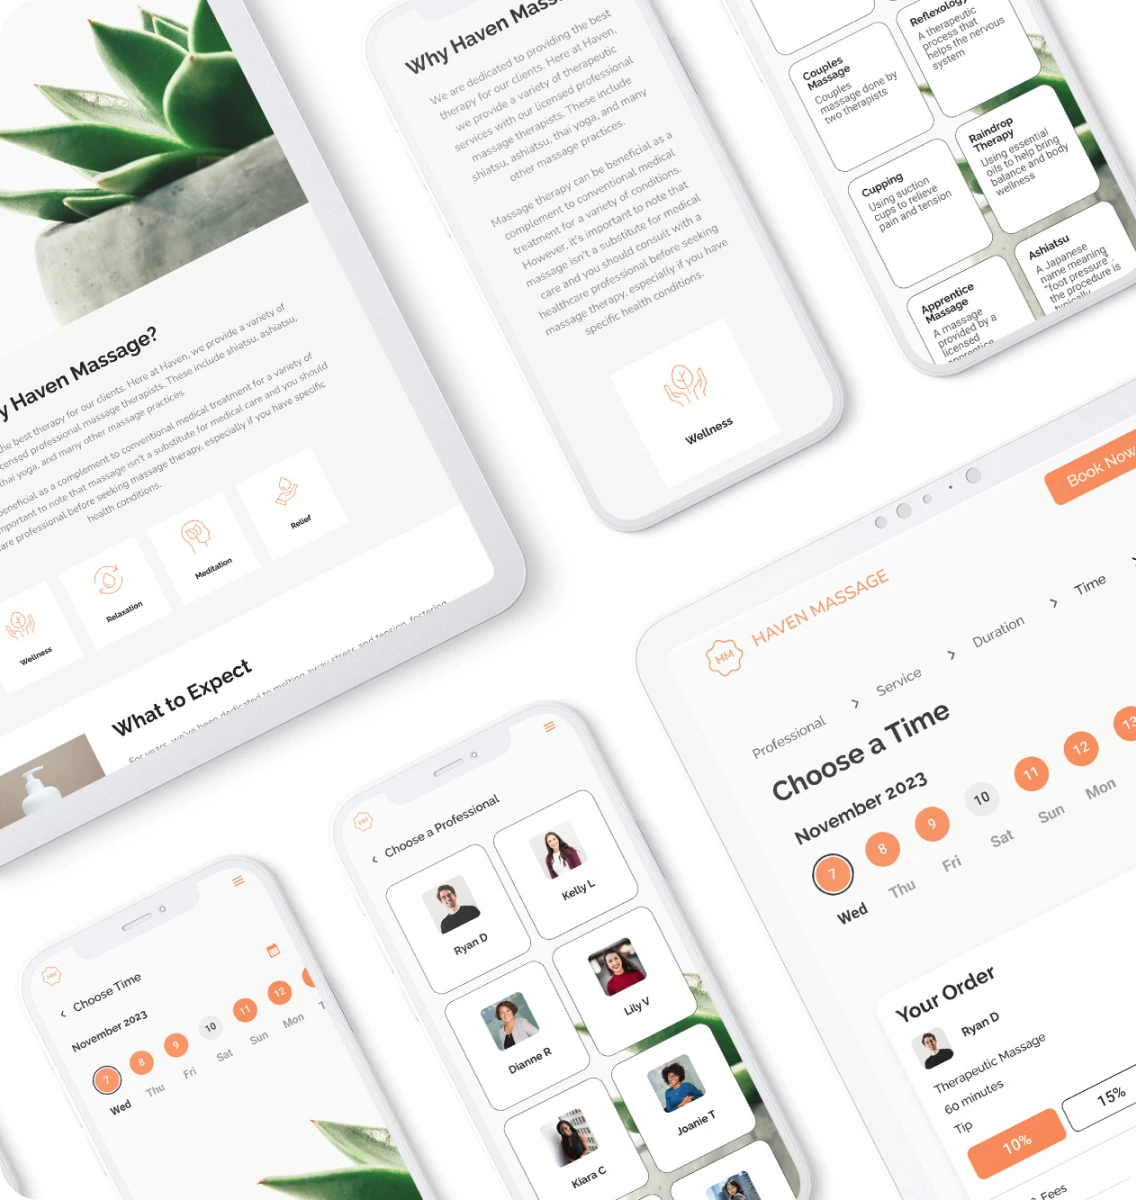 y Haven Massage?
he best therapy for our clients. Here at Haven, we provide a variety of
censed professional massage therapists. These include shiatsu, ashiatsu,
thai yoga, and many other massage practices.
beneficial as a complement to conventional medical treatment for a variety of
mportant to note that massage isn't a substitute for medical care and you should
are professional before seeking massage therapy, especially if you have specific
health conditions.
Wellness
Relaxation
Meditation
Relief
What to Expect
For years, we've been dedicated to melting away stress and tension, fostering
Why Haven Mass
We are dedicated to providing the best
therapy for our clients. Here at Haven,
we provide a variety of therapeutic
services with our licensed professional
massage therapists. These include
shiatsu, ashiatsu, thai yoga, and many
other massage practices.
Massage therapy can be beneficial as a
complement to conventional medical
treatment for a variety of conditions.
However, it's important to note that
massage isn't a substitute for medical
care and you should consult with a
healthcare professional before seeking
massage therapy, especially if you have
specific health conditions.
Wellness
Couples
Massage
Couples
massage done by
two therapists
Reflexology
A therapeutic
process that
helps the nervous
system
Cupping
Using suction
cups to relieve
pain and tension
Raindrop
Therapy
Using essential
oils to help bring
balance and body
wellness
Apprentice
Massage
A massage
provided by a
licensed
apprentice
Ashiatsu
A Japanese
name meaning
"foot pressure",
the procedure is
typically
Book Now
HM
HAVEN MASSAGE
Professional > Service > Duration > Time >
Choose a Time
November 2023
7 8 9 10 11 12 13
Wed Thu Fri Sat Sun Mon
Your Order
Ryan D
Therapeutic Massage
60 minutes
Tip
10% 15%
Fees
HM
< Choose a Professional
Ryan D
Kelly L
Dianne R
Lily V
Kiara C
Joanie T
HM
< Choose Time
November 2023
7 8 9 10 11 12
Wed Thu Fri Sat Sun Mon T